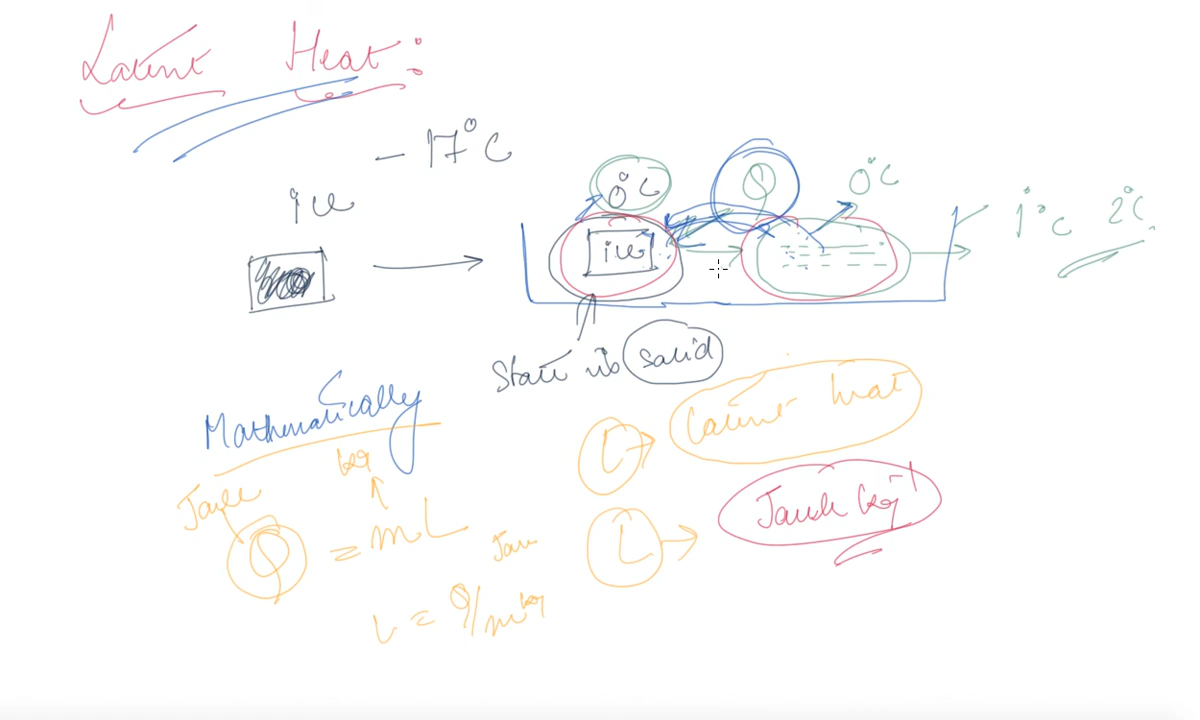 Latent Heat:
- 17°C
ice
0°C Q 0°C
1°C 2°C
ice
State is solid
Mathematically
Latent heat
L
kg
Joule
Q = mL
L
Joule kg⁻¹
L = Q/m kg